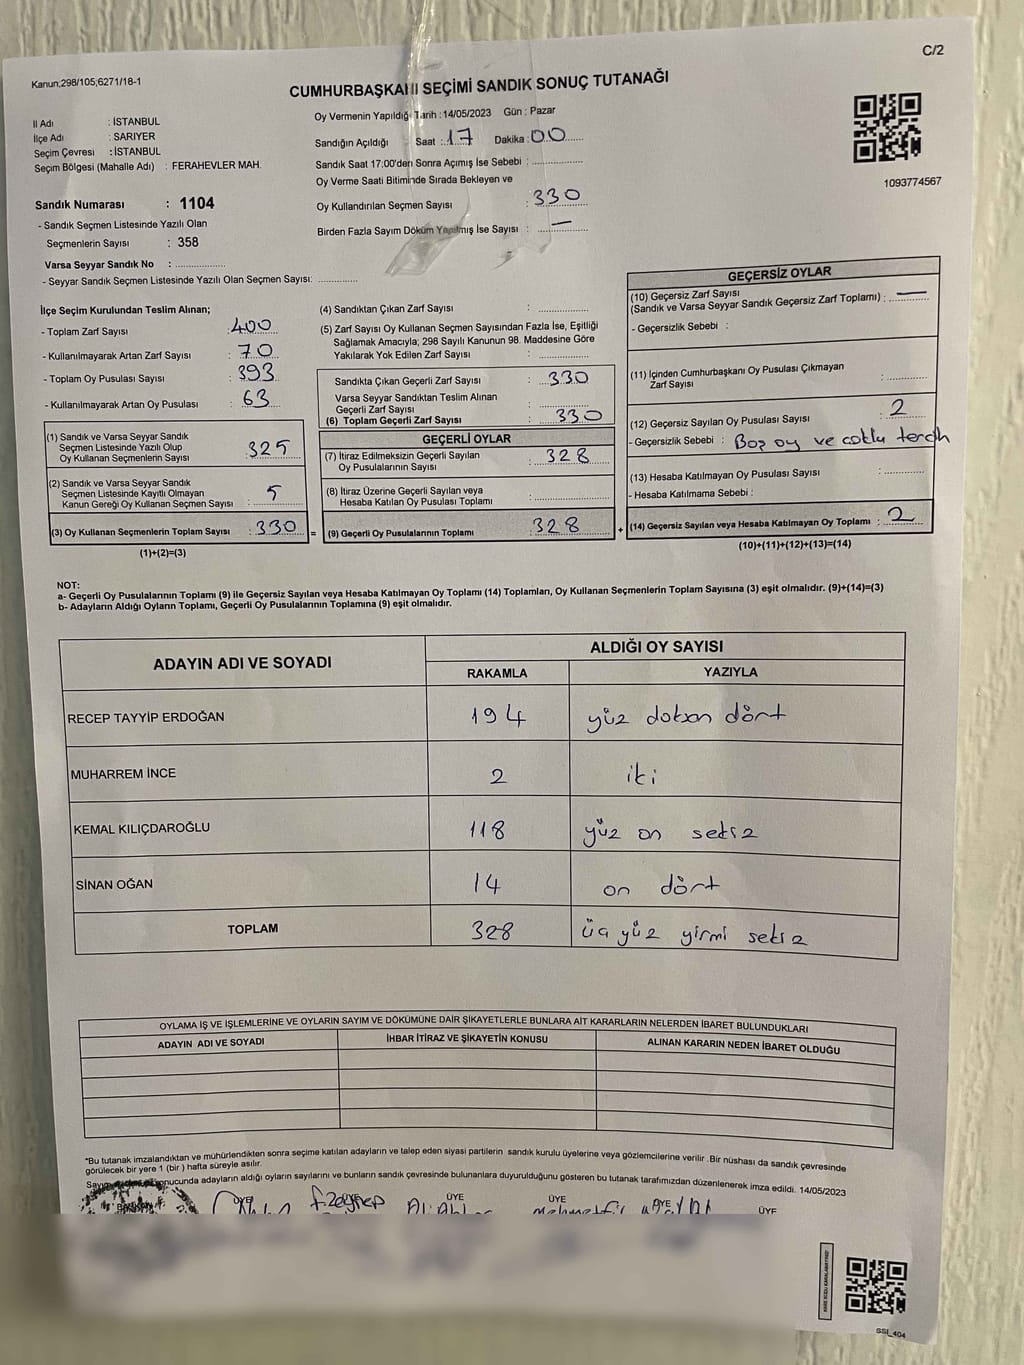 C/2
Kanun;298/105;6271/18-1
CUMHURBAŞKANI SEÇİMİ SANDIK SONUÇ TUTANAĞI
İl Adı : İSTANBUL
İlçe Adı : SARIYER
Seçim Çevresi : İSTANBUL
Seçim Bölgesi (Mahalle Adı) : FERAHEVLER MAH.
Sandık Numarası : 1104
- Sandık Seçmen Listesinde Yazılı Olan
Seçmenlerin Sayısı : 358
Varsa Seyyar Sandık No :
- Seyyar Sandık Seçmen Listesinde Yazılı Olan Seçmen Sayısı:
Oy Vermenin Yapıldığı Tarih : 14/05/2023 Gün : Pazar
Sandığın Açıldığı Saat : 17 Dakika : 00
Sandık Saat 17:00'den Sonra Açımış İse Sebebi :
Oy Verme Saati Bitiminde Sırada Bekleyen ve
Oy Kullandırılan Seçmen Sayısı : 330
Birden Fazla Sayım Döküm Yapılmış İse Sayısı : —
1093774567
İlçe Seçim Kurulundan Teslim Alınan;
- Toplam Zarf Sayısı : 400
- Kullanılmayarak Artan Zarf Sayısı : 70
- Toplam Oy Pusulası Sayısı : 393
- Kullanılmayarak Artan Oy Pusulası : 63
(1) Sandık ve Varsa Seyyar Sandık
Seçmen Listesinde Yazılı Olup
Oy Kullanan Seçmenlerin Sayısı : 325
(2) Sandık ve Varsa Seyyar Sandık
Seçmen Listesinde Kayıtlı Olmayan
Kanun Gereği Oy Kullanan Seçmen Sayısı : 5
(3) Oy Kullanan Seçmenlerin Toplam Sayısı : 330
(1)+(2)=(3)
(4) Sandıktan Çıkan Zarf Sayısı :
(5) Zarf Sayısı Oy Kullanan Seçmen Sayısından Fazla İse, Eşitliği
Sağlamak Amacıyla; 298 Sayılı Kanunun 98. Maddesine Göre
Yakılarak Yok Edilen Zarf Sayısı :
Sandıkta Çıkan Geçerli Zarf Sayısı : 330
Varsa Seyyar Sandıktan Teslim Alınan
Geçerli Zarf Sayısı :
(6) Toplam Geçerli Zarf Sayısı : 330
GEÇERLİ OYLAR
(7) İtiraz Edilmeksizin Geçerli Sayılan
Oy Pusulalarının Sayısı : 328
(8) İtiraz Üzerine Geçerli Sayılan veya
Hesaba Katılan Oy Pusulası Toplamı :
= (9) Geçerli Oy Pusulalarının Toplamı : 328 +
GEÇERSİZ OYLAR
(10) Geçersiz Zarf Sayısı
(Sandık ve Varsa Seyyar Sandık Geçersiz Zarf Toplamı) : —
- Geçersizlik Sebebi :
(11) İçinden Cumhurbaşkanı Oy Pusulası Çıkmayan
Zarf Sayısı :
(12) Geçersiz Sayılan Oy Pusulası Sayısı : 2
- Geçersizlik Sebebi : Boş oy ve coklu tercih
(13) Hesaba Katılmayan Oy Pusulası Sayısı :
- Hesaba Katılmama Sebebi :
(14) Geçersiz Sayılan veya Hesaba Katılmayan Oy Toplamı : 2
(10)+(11)+(12)+(13)=(14)
NOT:
a- Geçerli Oy Pusulalarının Toplamı (9) ile Geçersiz Sayılan veya Hesaba Katılmayan Oy Toplamı (14) Toplamları, Oy Kullanan Seçmenlerin Toplam Sayısına (3) eşit olmalıdır. (9)+(14)=(3)
b- Adayların Aldığı Oyların Toplamı, Geçerli Oy Pusulalarının Toplamına (9) eşit olmalıdır.
ADAYIN ADI VE SOYADI
ALDIĞI OY SAYISI
RAKAMLA YAZIYLA
RECEP TAYYİP ERDOĞAN 194 yüz doksan dört
MUHARREM İNCE 2 iki
KEMAL KILIÇDAROĞLU 118 yüz on sekiz
SİNAN OĞAN 14 on dört
TOPLAM 328 üç yüz yirmi sekiz
OYLAMA İŞ VE İŞLEMLERİNE VE OYLARIN SAYIM VE DÖKÜMÜNE DAİR ŞİKAYETLERLE BUNLARA AİT KARARLARIN NELERDEN İBARET BULUNDUKLARI
ADAYIN ADI VE SOYADI İHBAR İTİRAZ VE ŞİKAYETİN KONUSU ALINAN KARARIN NEDEN İBARET OLDUĞU
*Bu tutanak imzalandıktan ve mühürlendikten sonra seçime katılan adayların ve talep eden siyasi partilerin sandık kurulu üyelerine veya gözlemcilerine verilir .Bir nüshası da sandık çevresinde
görülecek bir yere 1 (bir ) hafta süreyle asılır.
Sayım sonucunda adayların aldığı oyların sayılarını ve bunların sandık çevresinde bulunanlara duyurulduğunu gösteren bu tutanak tarafımızdan düzenlenerek imza edildi. 14/05/2023
BAŞKAN ÜYE ÜYE ÜYE ÜYE ÜYE
f.zeynep
SSI_404